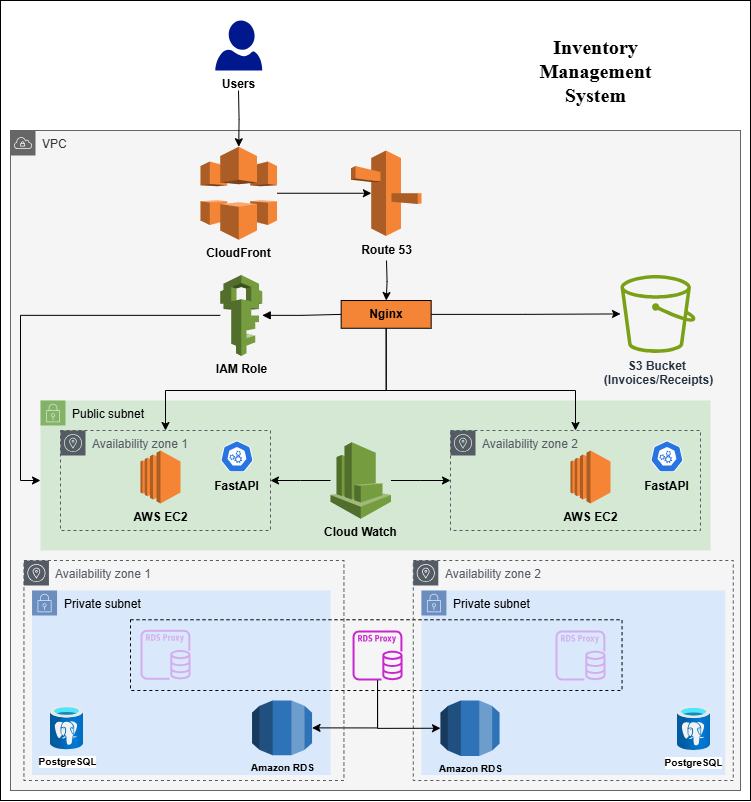 Inventory
Management
System
Users
VPC
CloudFront
Route 53
IAM Role
Nginx
S3 Bucket
(Invoices/Receipts)
Public subnet
Availability zone 1
FastAPI
AWS EC2
Cloud Watch
Availability zone 2
FastAPI
AWS EC2
Availability zone 1
Private subnet
RDS Proxy
PostgreSQL
Amazon RDS
RDS Proxy
Availability zone 2
Private subnet
RDS Proxy
Amazon RDS
PostgreSQL